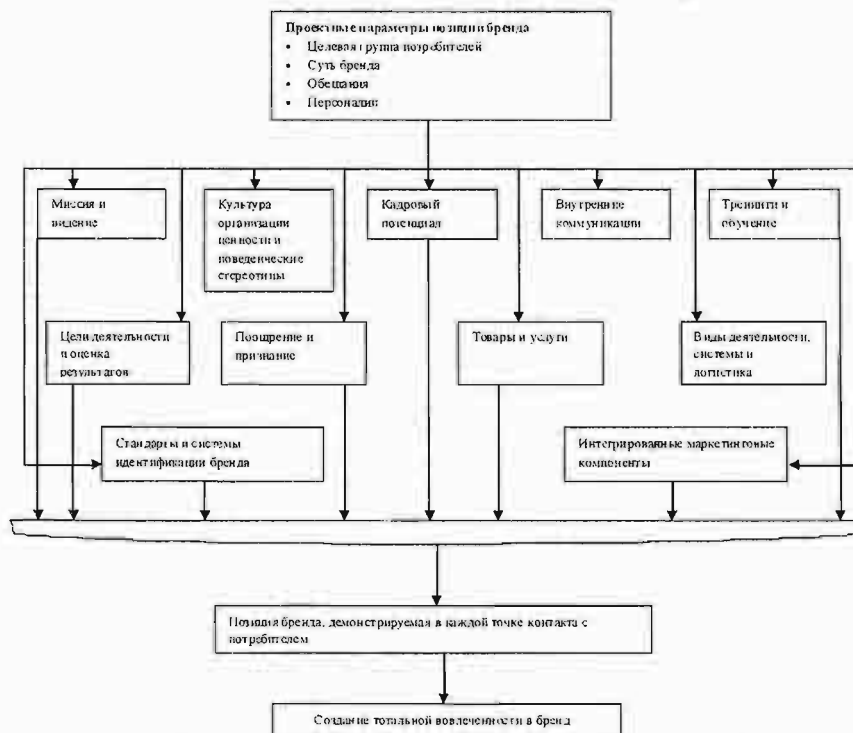 Проектные параметры позиции бренда
• Целевая группа потребителей
• Суть бренда
• Обещания
• Персоналии
Миссия и
видение
Культура
организации
ценности и
поведенческие
стереотипы
Кадровый
потенциал
Внутренние
коммуникации
Тренинги и
обучение
Цели деятельности
и оценка
результатов
Поощрение и
признание
Товары и услуги
Виды деятельности,
системы и
логистика
Стандарты и системы
идентификации бренда
Интегрированные маркетинговые
компоненты
Позиция бренда, демонстрируемая в каждой точке контакта с
потребителем
Создание тотальной вовлеченности в бренд